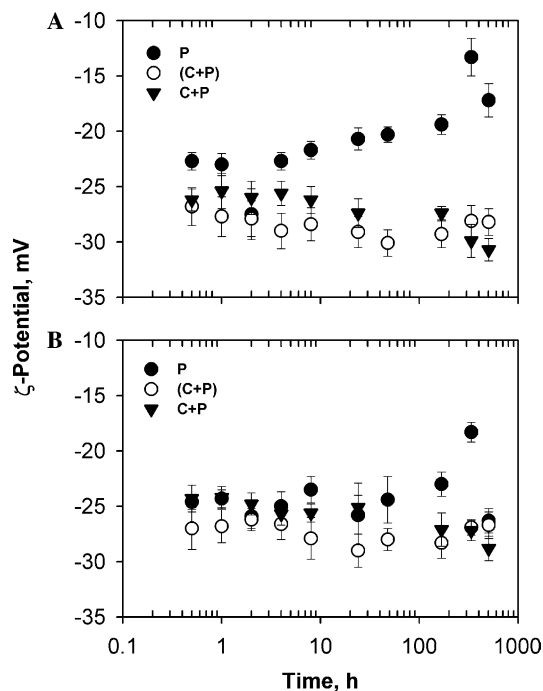 A
-10
-15
-20
-25
-30
-35
P
(C+P)
C+P
ζ-Potential, mV
B
-10
-15
-20
-25
-30
-35
P
(C+P)
C+P
0.1 1 10 100 1000
Time, h